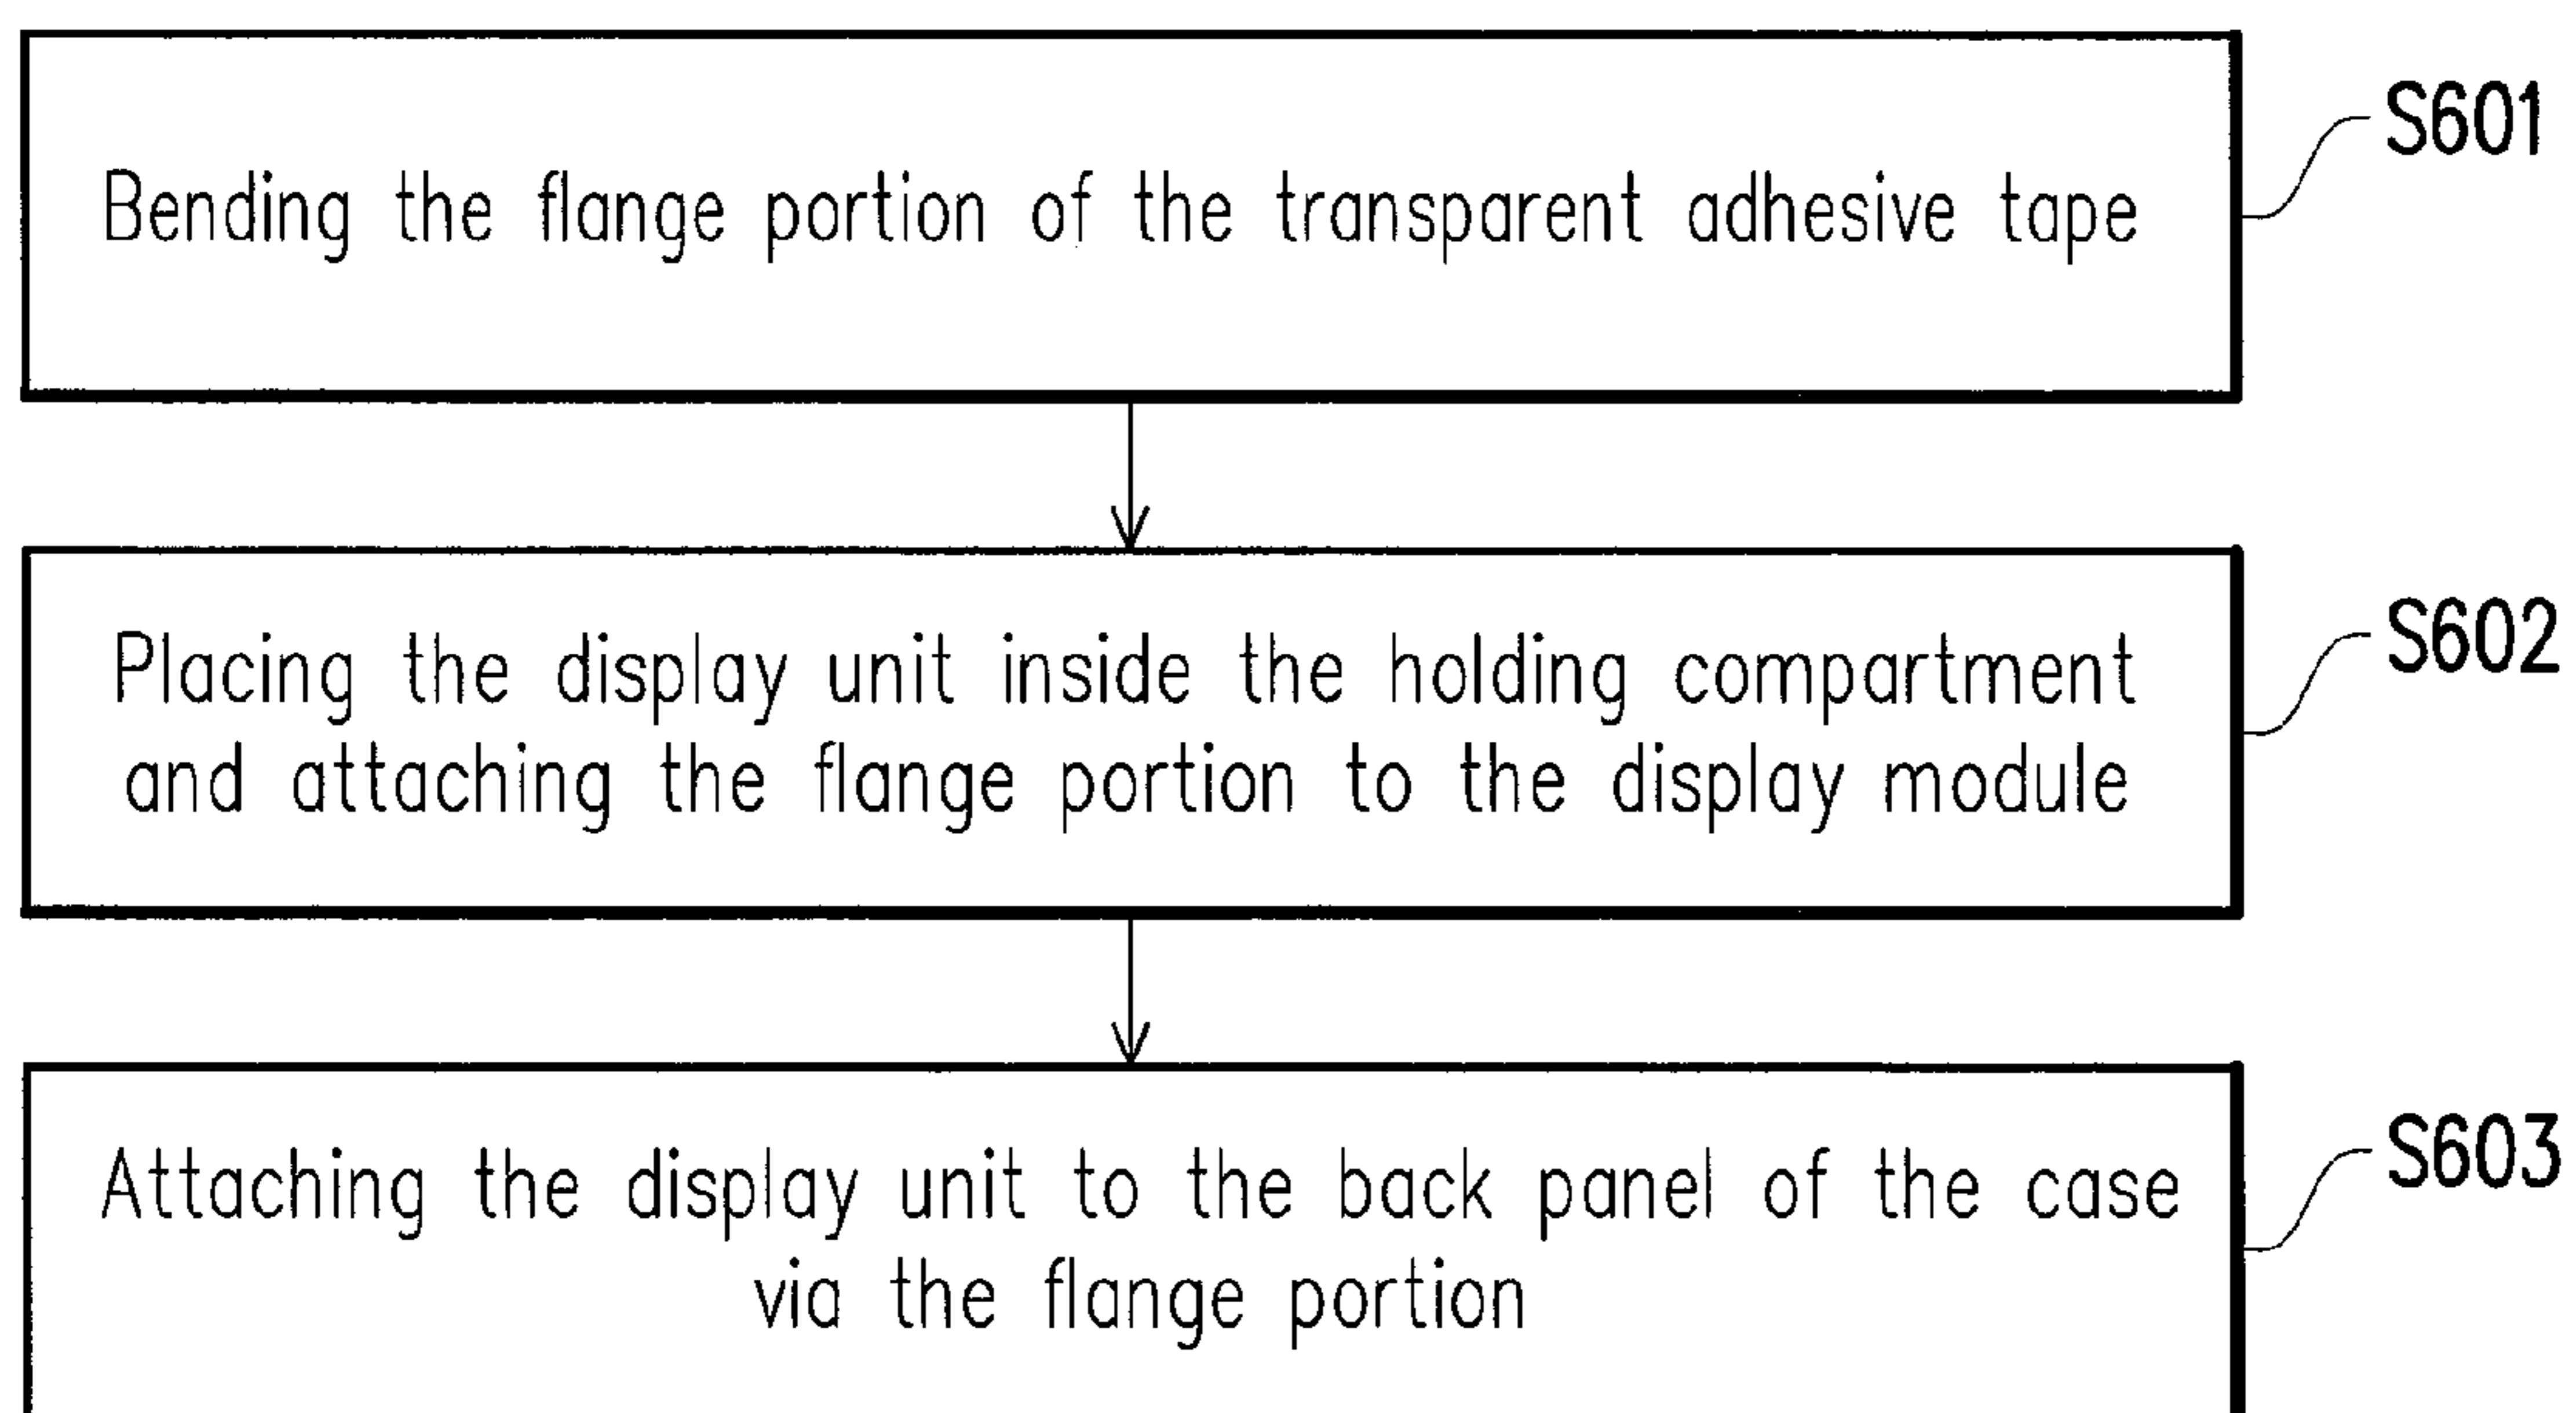 S601
Bending the flange portion of the transparent adhesive tape
S602
Placing the display unit inside the holding compartment
and attaching the flange portion to the display module
S603
Attaching the display unit to the back panel of the case
via the flange portion